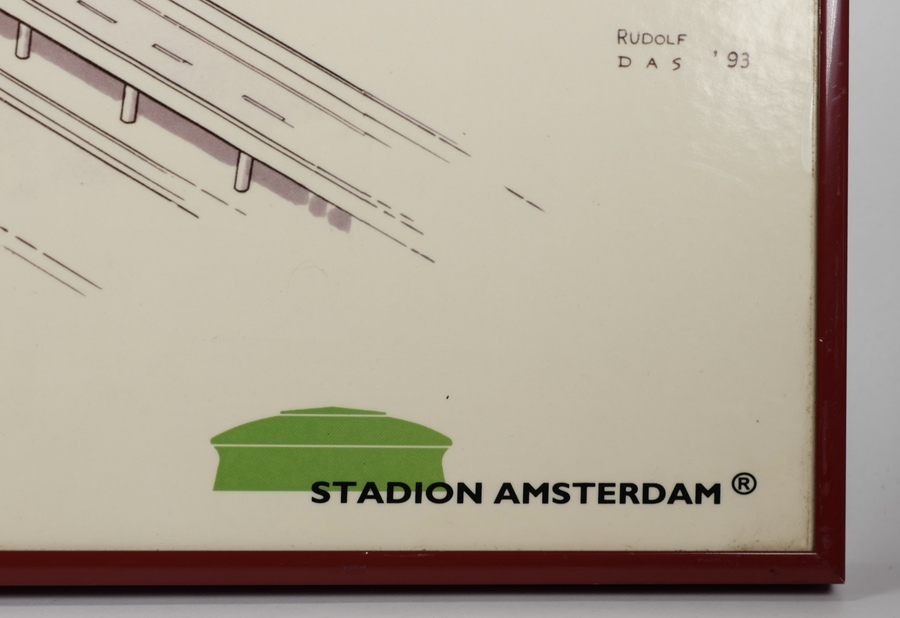 RUDOLF
DAS '93
STADION AMSTERDAM ®